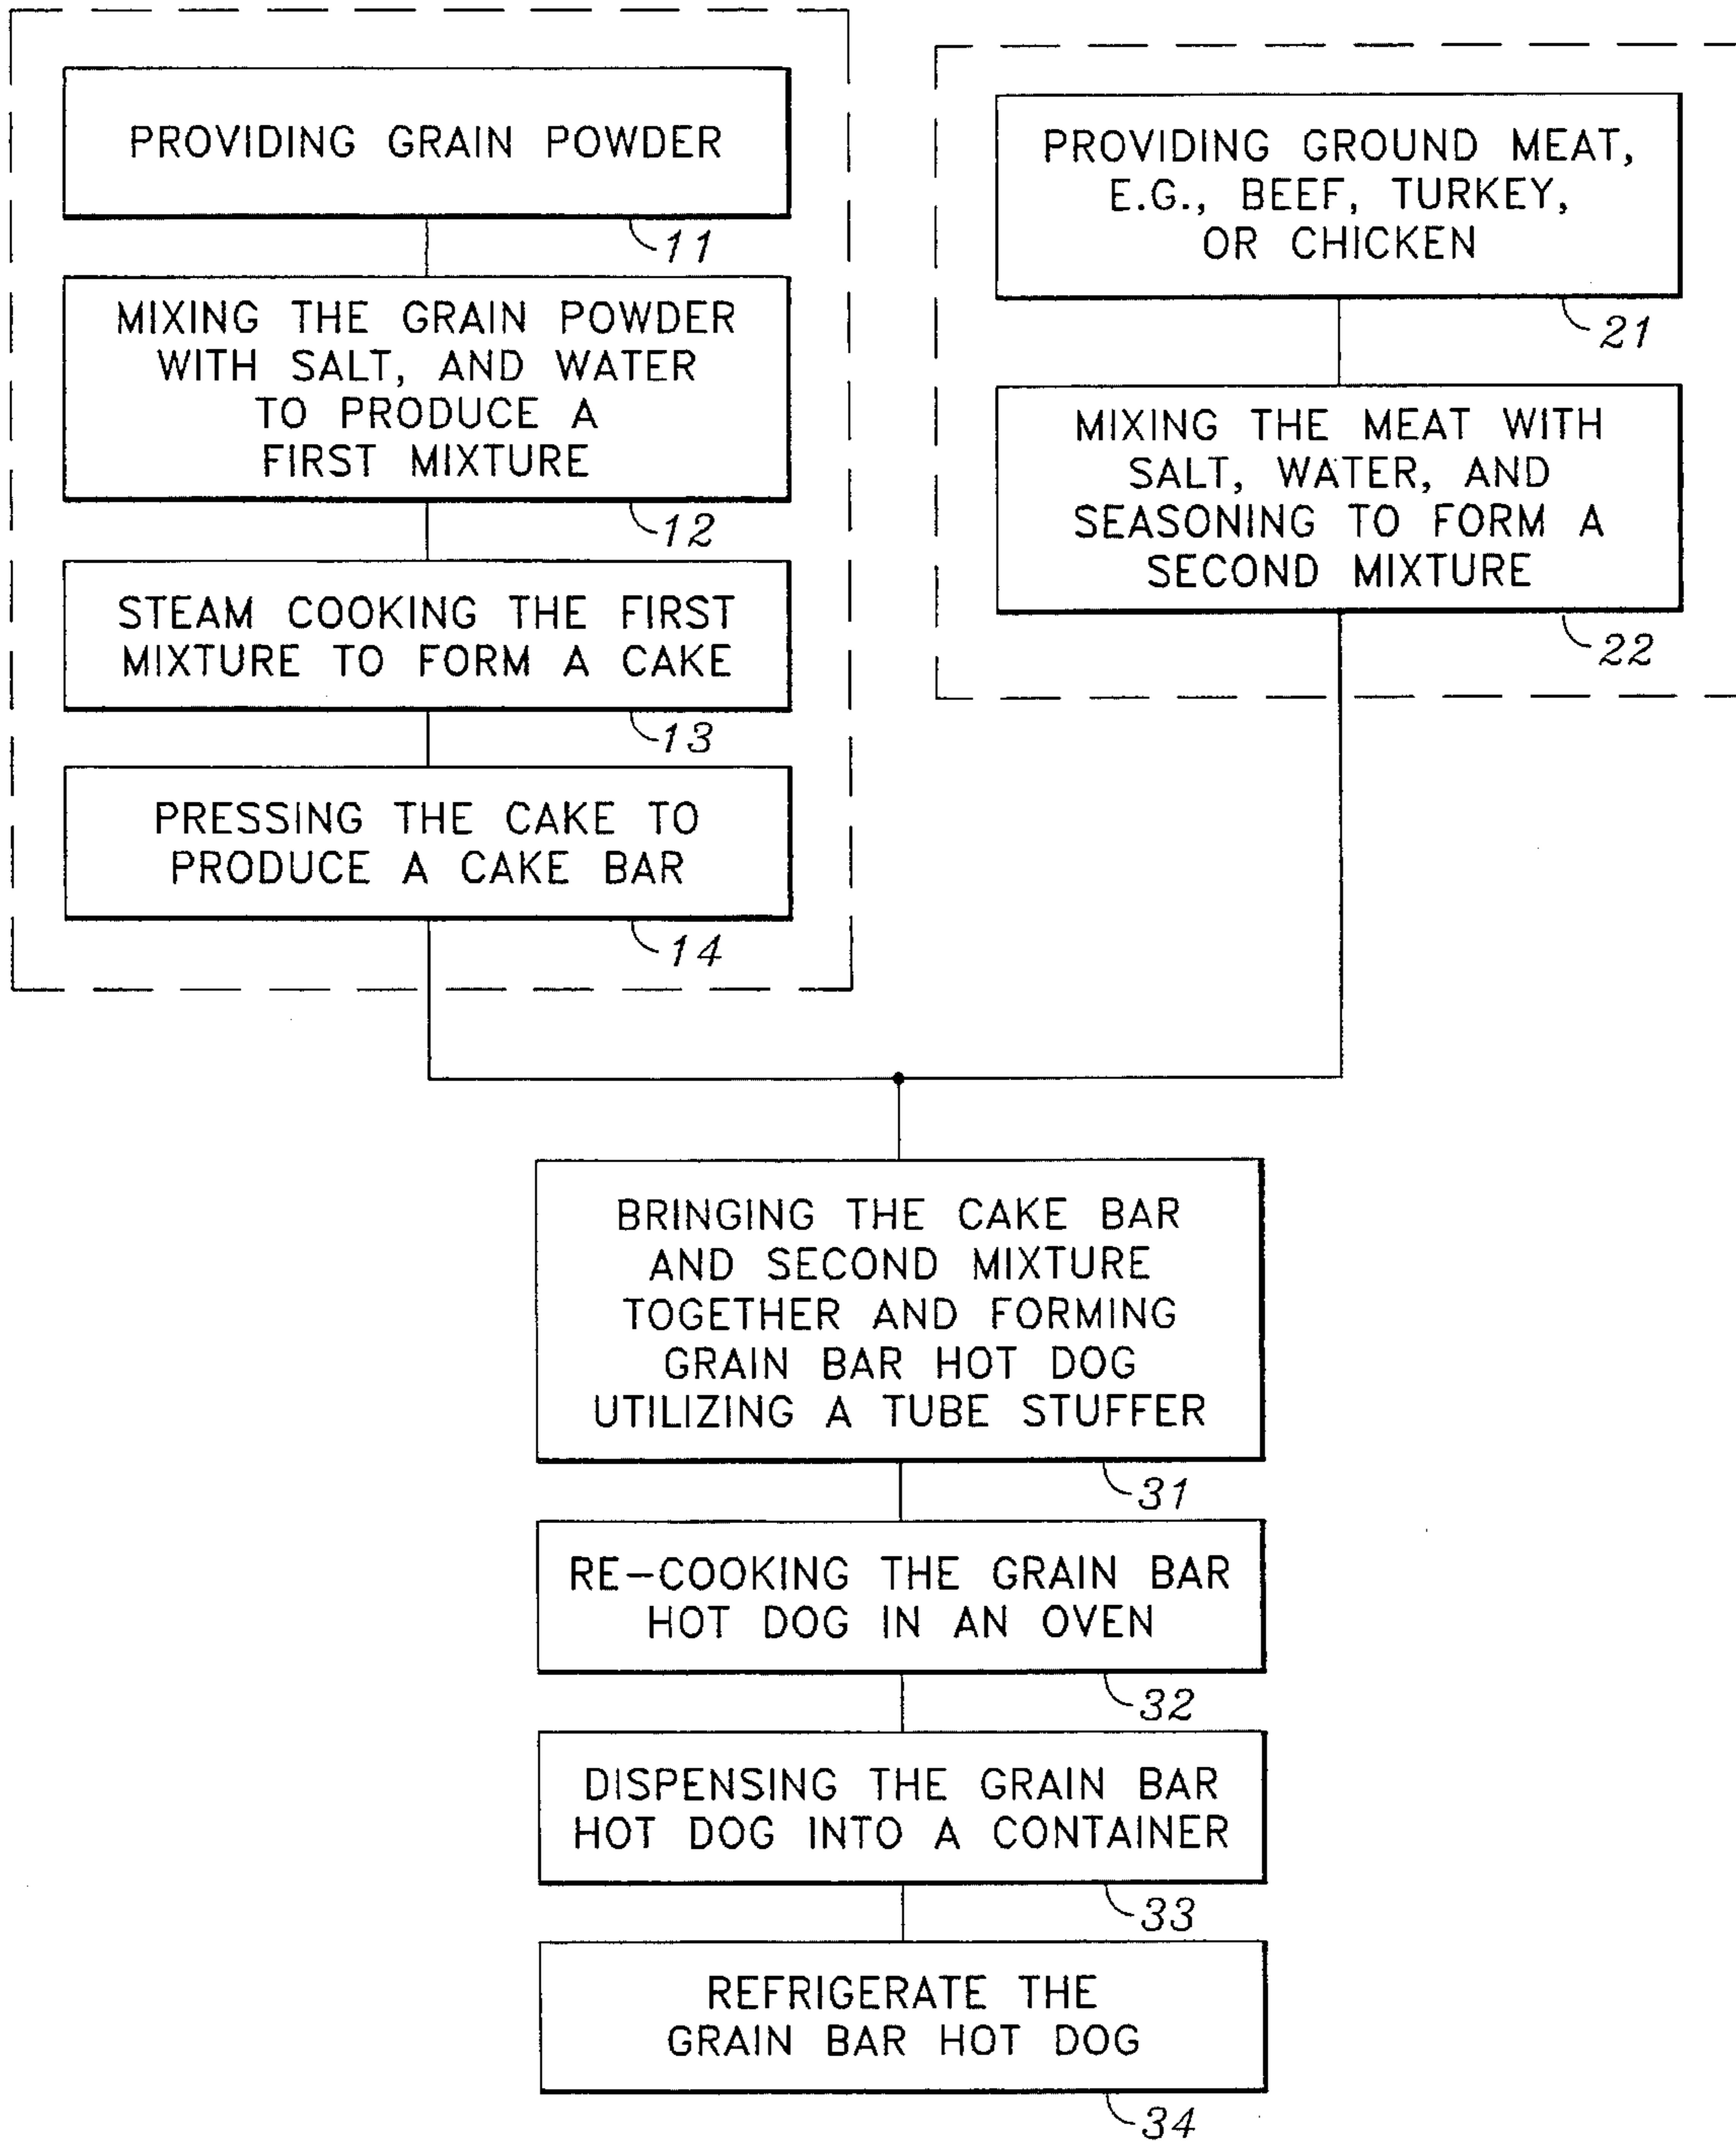 PROVIDING GRAIN POWDER
11
MIXING THE GRAIN POWDER
WITH SALT, AND WATER
TO PRODUCE A
FIRST MIXTURE
12
STEAM COOKING THE FIRST
MIXTURE TO FORM A CAKE
13
PRESSING THE CAKE TO
PRODUCE A CAKE BAR
14
PROVIDING GROUND MEAT,
E.G., BEEF, TURKEY,
OR CHICKEN
21
MIXING THE MEAT WITH
SALT, WATER, AND
SEASONING TO FORM A
SECOND MIXTURE
22
BRINGING THE CAKE BAR
AND SECOND MIXTURE
TOGETHER AND FORMING
GRAIN BAR HOT DOG
UTILIZING A TUBE STUFFER
31
RE-COOKING THE GRAIN BAR
HOT DOG IN AN OVEN
32
DISPENSING THE GRAIN BAR
HOT DOG INTO A CONTAINER
33
REFRIGERATE THE
GRAIN BAR HOT DOG
34